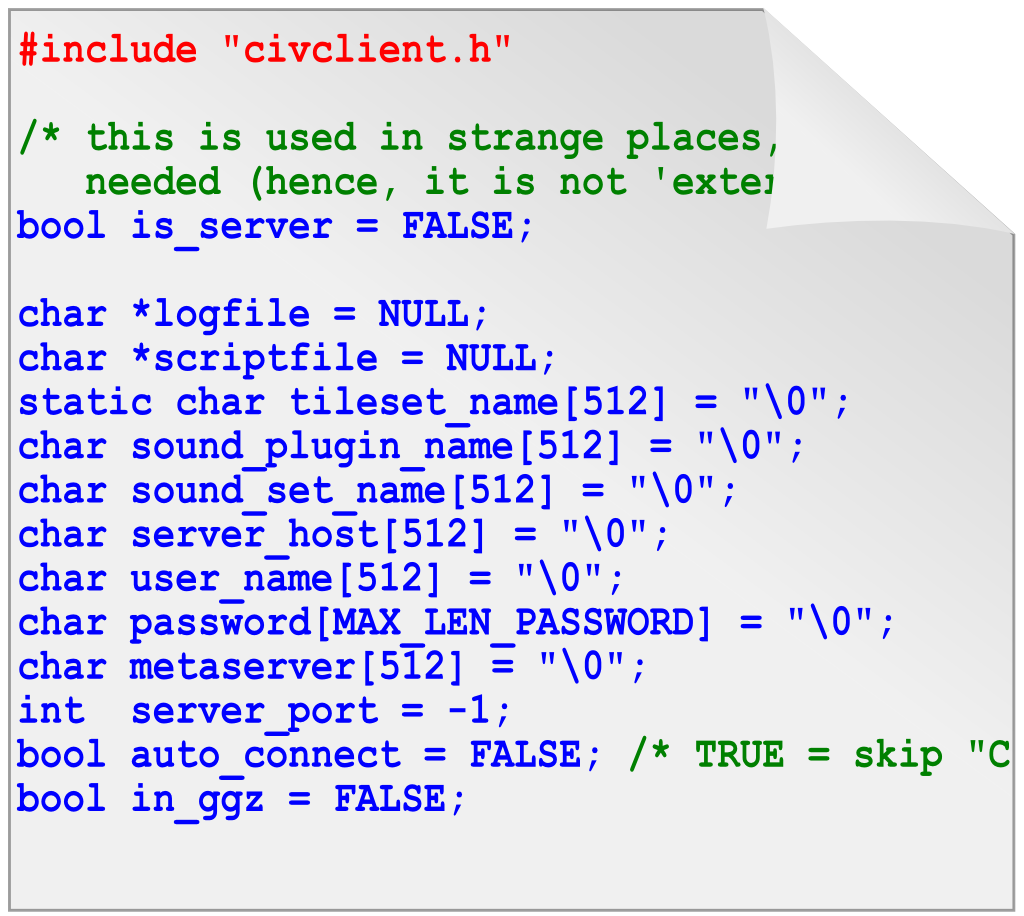 #include "civclient.h"
/* this is used in strange places,
   needed (hence, it is not
bool is_server = FALSE;
char *logfile = NULL;
char *scriptfile = NULL;
static char tileset_name[512] = "\0";
char sound_plugin_name[512] = "\0";
char sound_set_name[512] = "\0";
char server_host[512] = "\0";
char user_name[512] = "\0";
char password[MAX_LEN_PASSWORD] = "\0";
char metaserver[512] = "\0";
int  server_port = -1;
bool auto_connect = FALSE; /* TRUE = skip "C
bool in_ggz = FALSE;